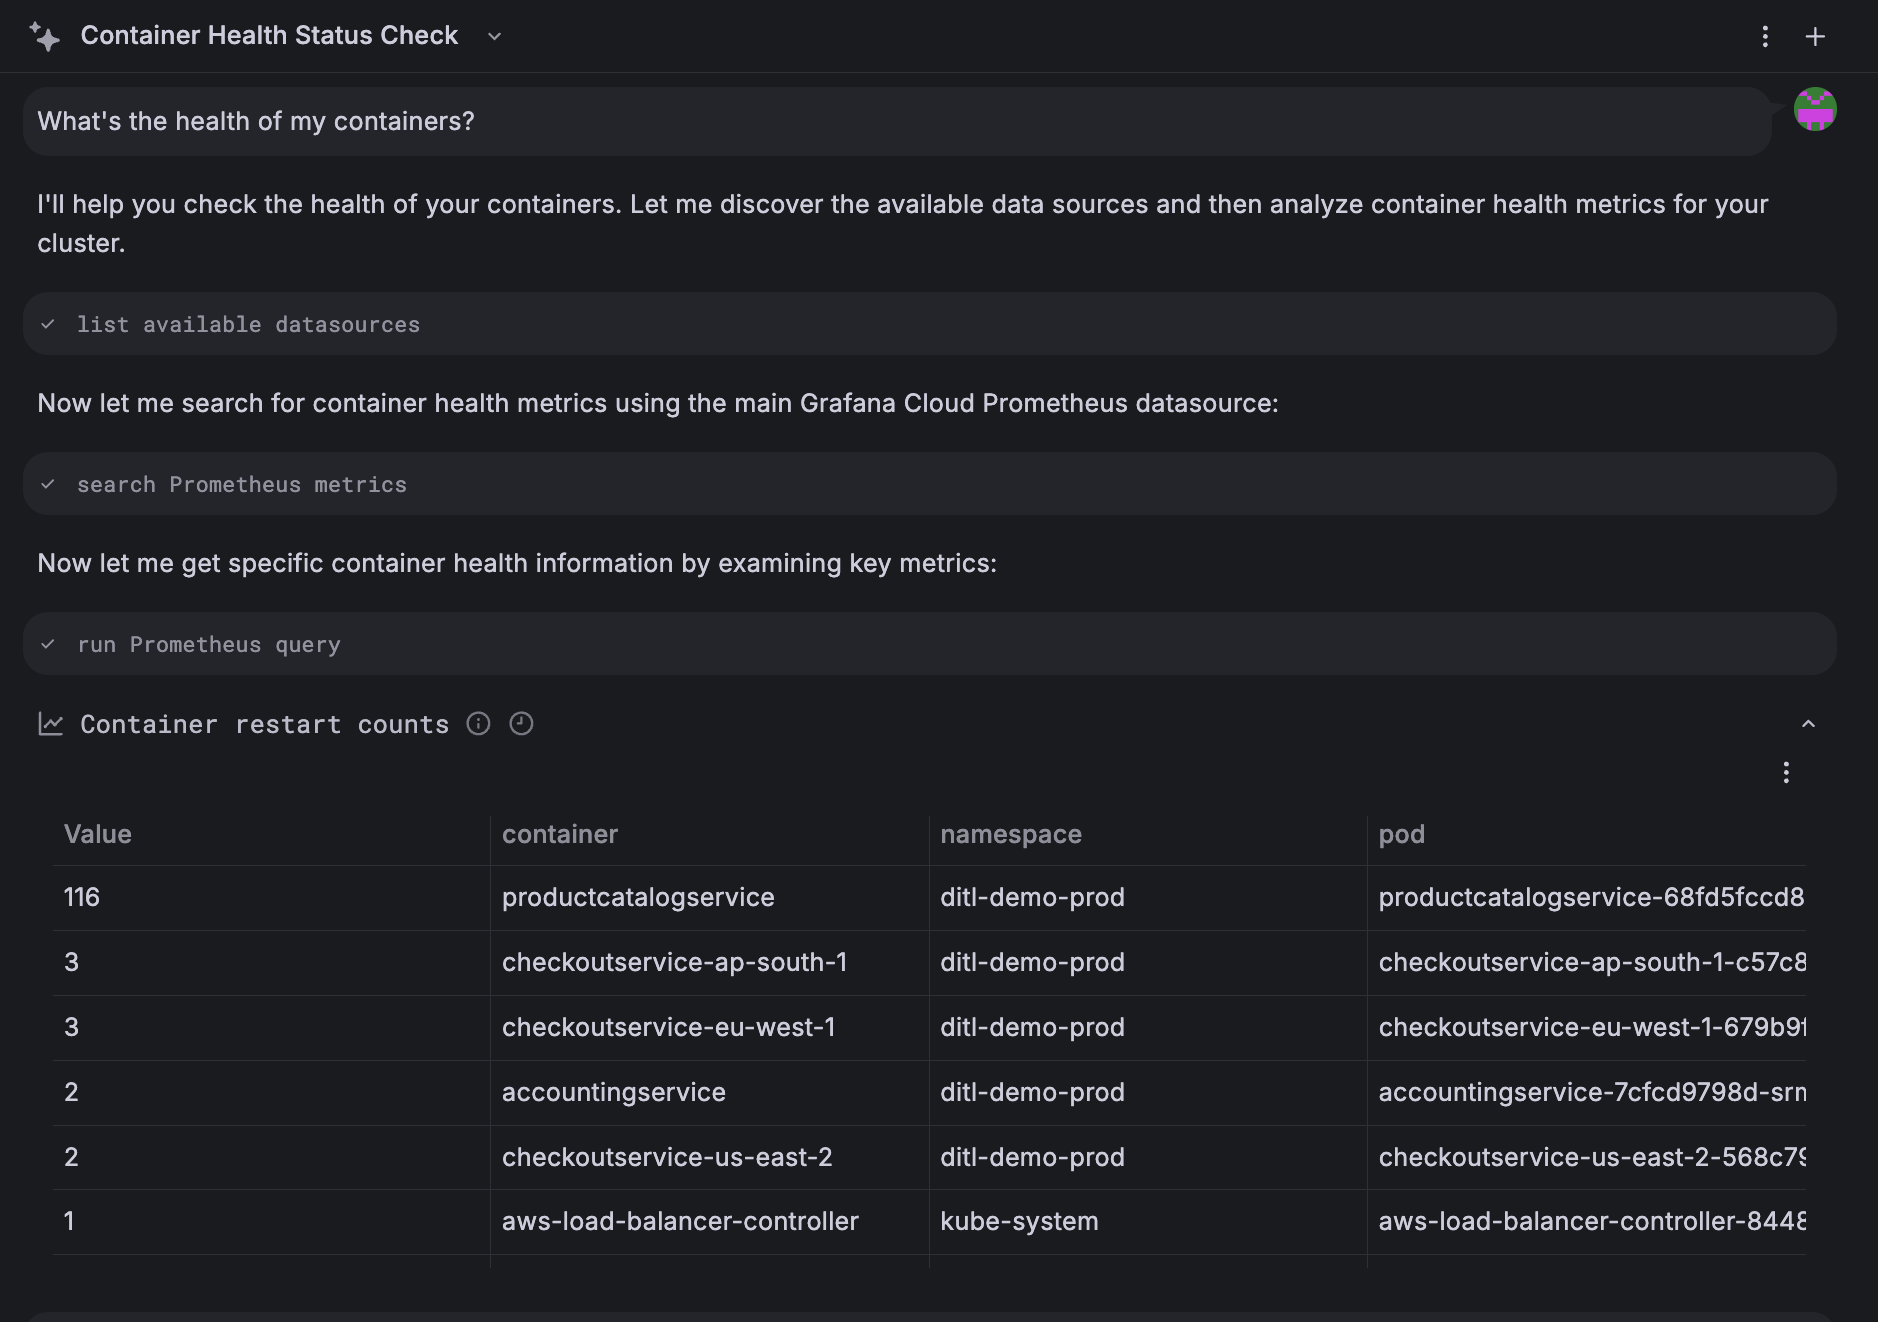 Container Health Status Check
What's the health of my containers?
I'll help you check the health of your containers. Let me discover the available data sources and then analyze container health metrics for your
cluster.
list available datasources
Now let me search for container health metrics using the main Grafana Cloud Prometheus datasource:
search Prometheus metrics
Now let me get specific container health information by examining key metrics:
run Prometheus query
Container restart counts
Value container namespace pod
116 productcatalogservice ditl-demo-prod productcatalogservice-68fd5fccd8
3 checkoutservice-ap-south-1 ditl-demo-prod checkoutservice-ap-south-1-c57c8
3 checkoutservice-eu-west-1 ditl-demo-prod checkoutservice-eu-west-1-679b9f
2 accountingservice ditl-demo-prod accountingservice-7cfcd9798d-srn
2 checkoutservice-us-east-2 ditl-demo-prod checkoutservice-us-east-2-568c79
1 aws-load-balancer-controller kube-system aws-load-balancer-controller-8448